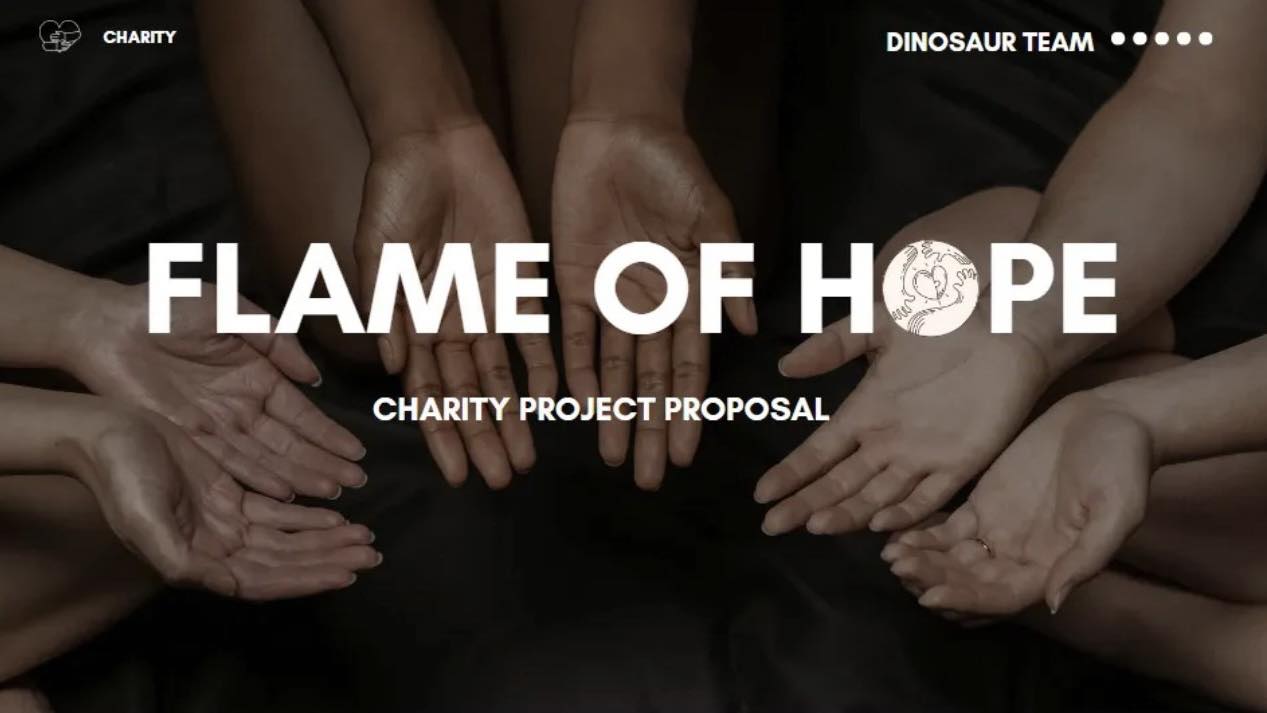 CHARITY
DINOSAUR TEAM
FLAME OF HOPE
CHARITY PROJECT PROPOSAL